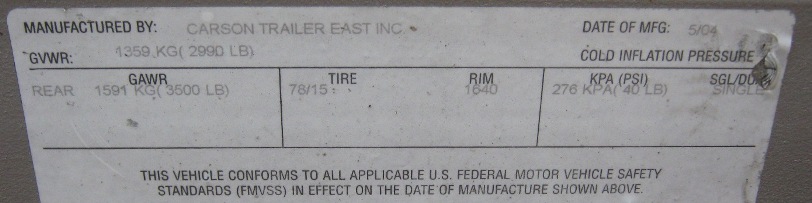 MANUFACTURED BY: CARSON TRAILER EAST INC. DATE OF MFG: 5/04
GVWR: 1359 KG( 2990 LB) COLD INFLATION PRESSURE
GAWR TIRE RIM KPA (PSI) SGL/DUAL
REAR 1591 KG( 3500 LB) 78/15 1640 276 KPA( 40 LB) SINGLE
THIS VEHICLE CONFORMS TO ALL APPLICABLE U.S. FEDERAL MOTOR VEHICLE SAFETY
STANDARDS (FMVSS) IN EFFECT ON THE DATE OF MANUFACTURE SHOWN ABOVE.